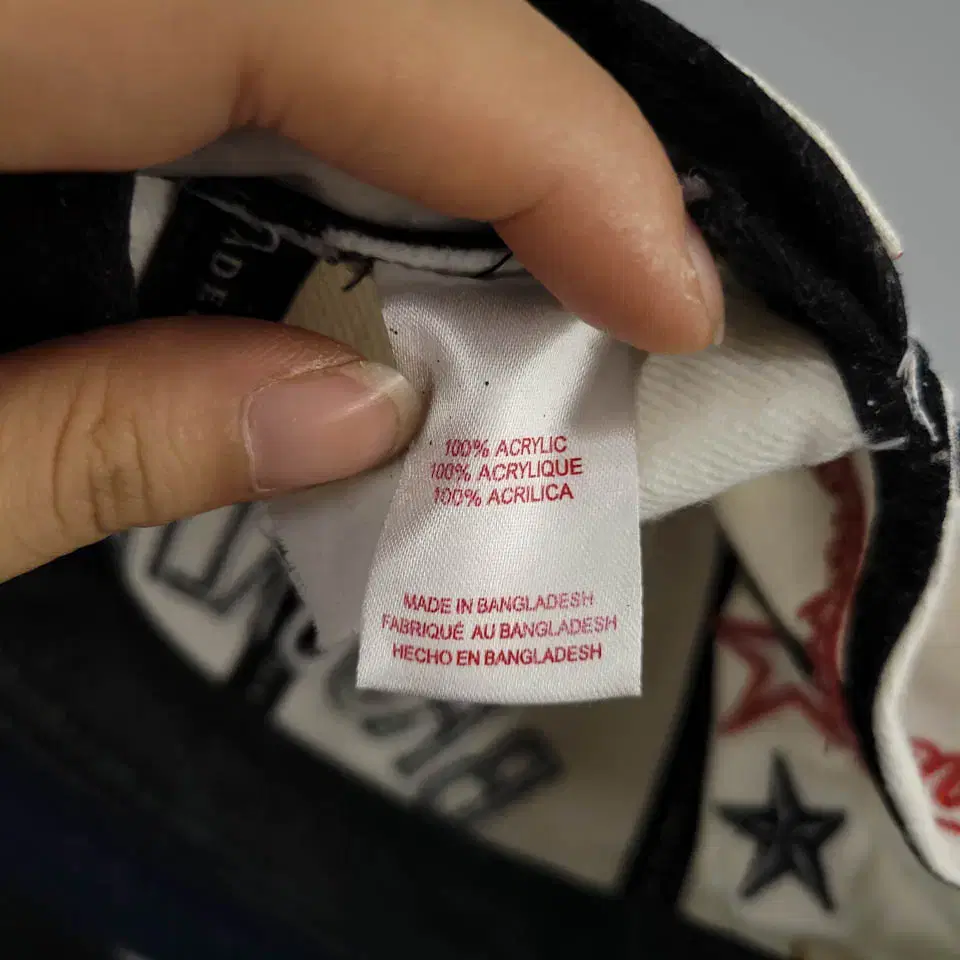 100% ACRYLIC
100% ACRYLIQUE
100% ACRILICA
MADE IN BANGLADESH
FABRIQUÉ AU BANGLADESH
HECHO EN BANGLADESH